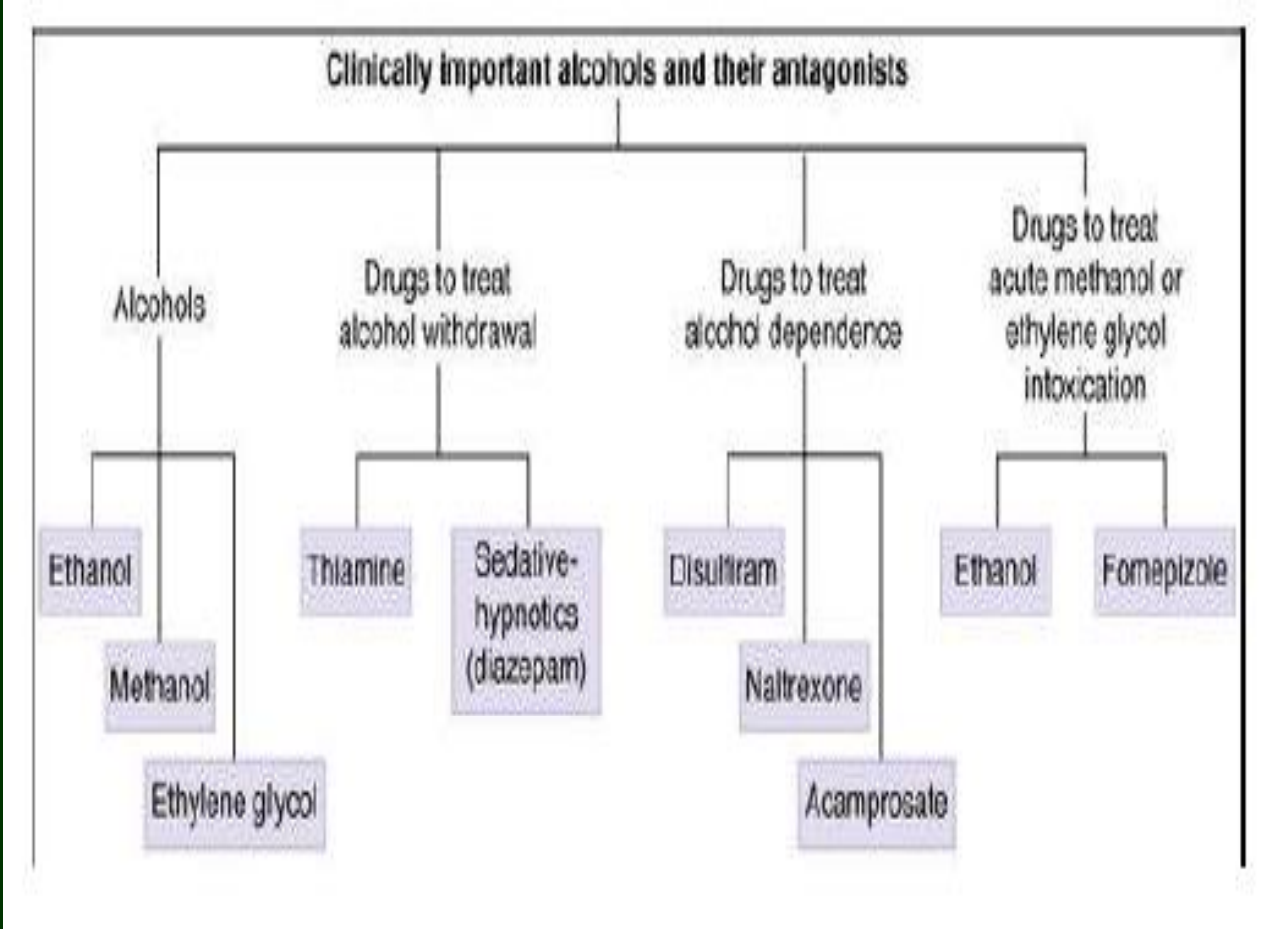 Clinically important alcohols and their antagonists
Alcohols
Drugs to treat
alcohol withdrawal
Drugs to treat
alcohol dependence
Drugs to treat
acute methanol or
ethylene glycol
intoxication
Ethanol
Methanol
Ethylene glycol
Thiamine
Sedative-
hypnotics
(diazepam)
Disulfiram
Naltrexone
Acamprosate
Ethanol
Fomepizole